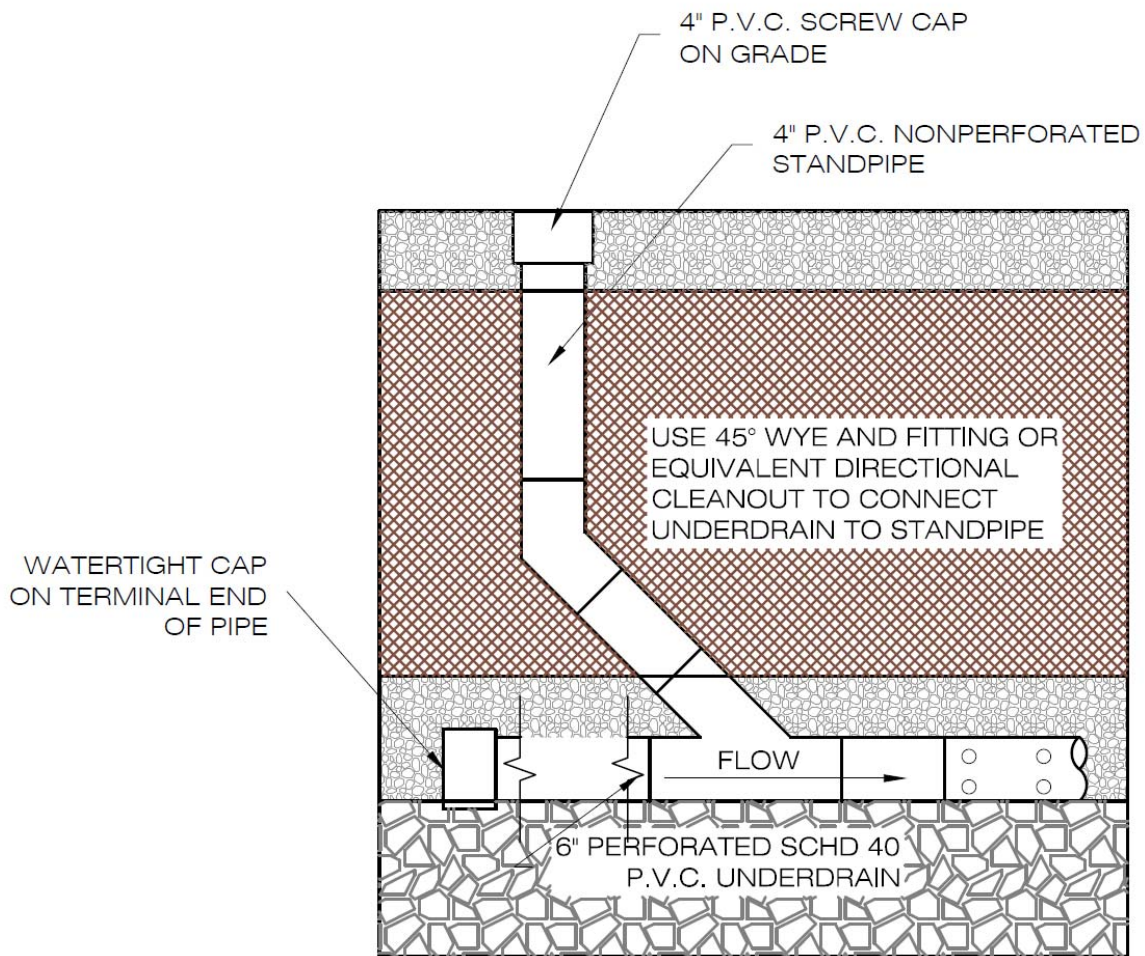 4" P.V.C. SCREW CAP
ON GRADE
4" P.V.C. NONPERFORATED
STANDPIPE
USE 45° WYE AND FITTING OR
EQUIVALENT DIRECTIONAL
CLEANOUT TO CONNECT
UNDERDRAIN TO STANDPIPE
WATERTIGHT CAP
ON TERMINAL END
OF PIPE
FLOW
6" PERFORATED SCHD 40
P.V.C. UNDERDRAIN